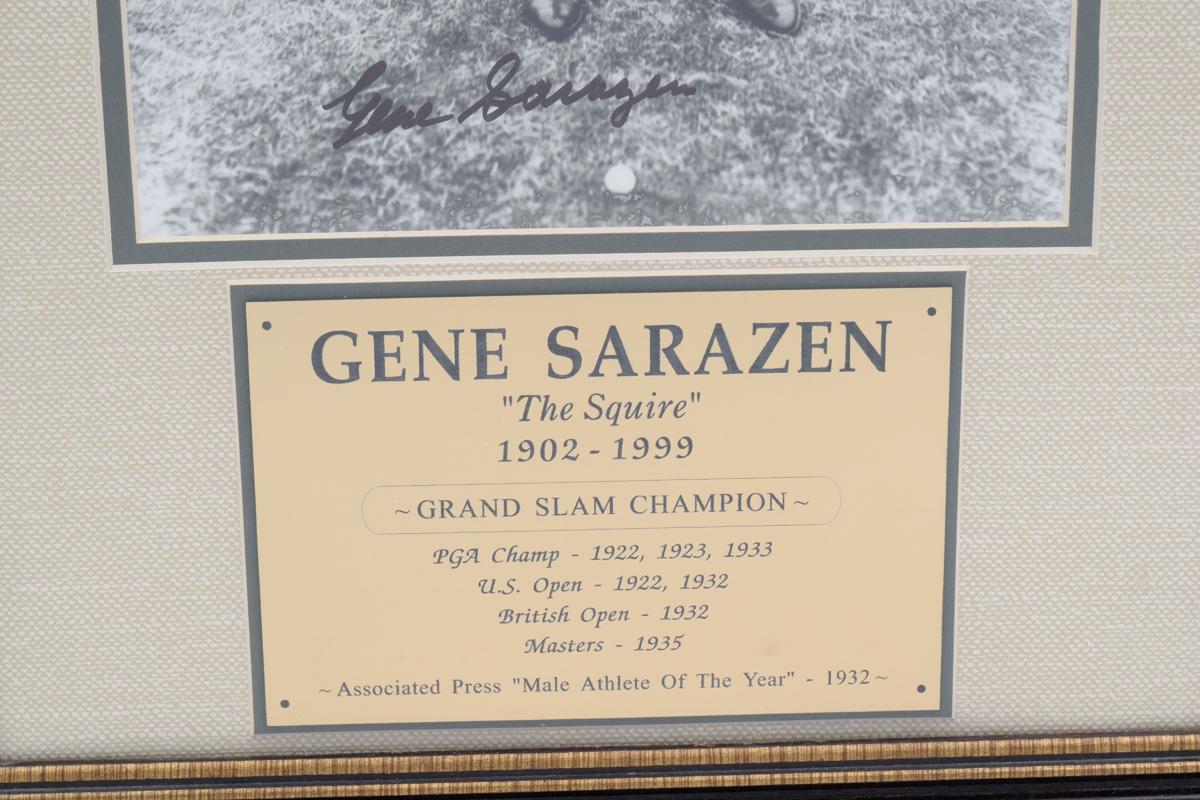 Gene Sarazen
GENE SARAZEN
"The Squire"
1902 - 1999
~ GRAND SLAM CHAMPION ~
PGA Champ - 1922, 1923, 1933
U.S. Open - 1922, 1932
British Open - 1932
Masters - 1935
~ Associated Press "Male Athlete Of The Year" - 1932 ~